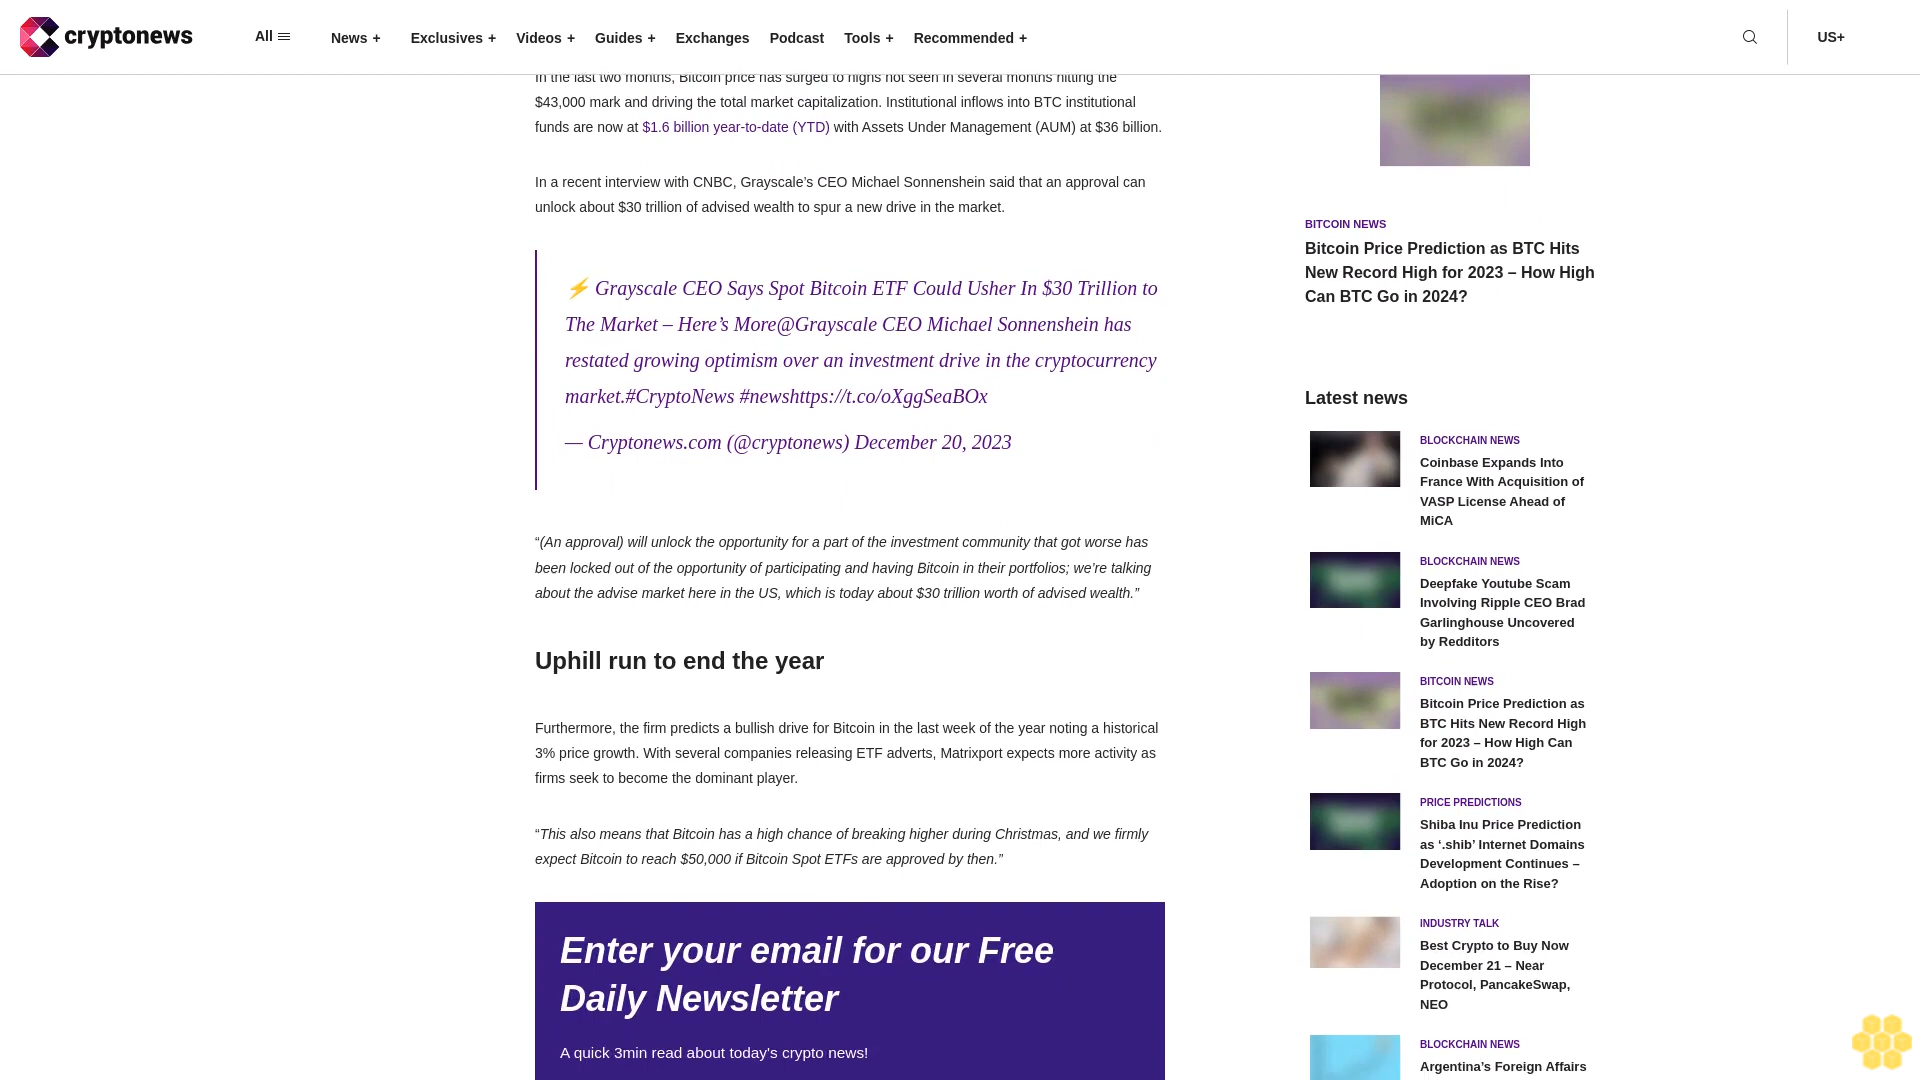 cryptonews
All
News +
Exclusives +
Videos +
Guides +
Exchanges
Podcast
Tools +
Recommended +
US+
In the last two months, Bitcoin price has surged to highs not seen in several months hitting the
$43,000 mark and driving the total market capitalization. Institutional inflows into BTC institutional
funds are now at $1.6 billion year-to-date (YTD) with Assets Under Management (AUM) at $36 billion.
In a recent interview with CNBC, Grayscale’s CEO Michael Sonnenshein said that an approval can
unlock about $30 trillion of advised wealth to spur a new drive in the market.
⚡ Grayscale CEO Says Spot Bitcoin ETF Could Usher In $30 Trillion to
The Market – Here’s More@Grayscale CEO Michael Sonnenshein has
restated growing optimism over an investment drive in the cryptocurrency
market.#CryptoNews #newshttps://t.co/oXggSeaBOx
— Cryptonews.com (@cryptonews) December 20, 2023
“(An approval) will unlock the opportunity for a part of the investment community that got worse has
been locked out of the opportunity of participating and having Bitcoin in their portfolios; we’re talking
about the advise market here in the US, which is today about $30 trillion worth of advised wealth.”
Uphill run to end the year
Furthermore, the firm predicts a bullish drive for Bitcoin in the last week of the year noting a historical
3% price growth. With several companies releasing ETF adverts, Matrixport expects more activity as
firms seek to become the dominant player.
“This also means that Bitcoin has a high chance of breaking higher during Christmas, and we firmly
expect Bitcoin to reach $50,000 if Bitcoin Spot ETFs are approved by then.”
Enter your email for our Free
Daily Newsletter
A quick 3min read about today's crypto news!
BITCOIN NEWS
Bitcoin Price Prediction as BTC Hits
New Record High for 2023 – How High
Can BTC Go in 2024?
Latest news
BLOCKCHAIN NEWS
Coinbase Expands Into
France With Acquisition of
VASP License Ahead of
MiCA
BLOCKCHAIN NEWS
Deepfake Youtube Scam
Involving Ripple CEO Brad
Garlinghouse Uncovered
by Redditors
BITCOIN NEWS
Bitcoin Price Prediction as
BTC Hits New Record High
for 2023 – How High Can
BTC Go in 2024?
PRICE PREDICTIONS
Shiba Inu Price Prediction
as ‘.shib’ Internet Domains
Development Continues –
Adoption on the Rise?
INDUSTRY TALK
Best Crypto to Buy Now
December 21 – Near
Protocol, PancakeSwap,
NEO
BLOCKCHAIN NEWS
Argentina’s Foreign Affairs